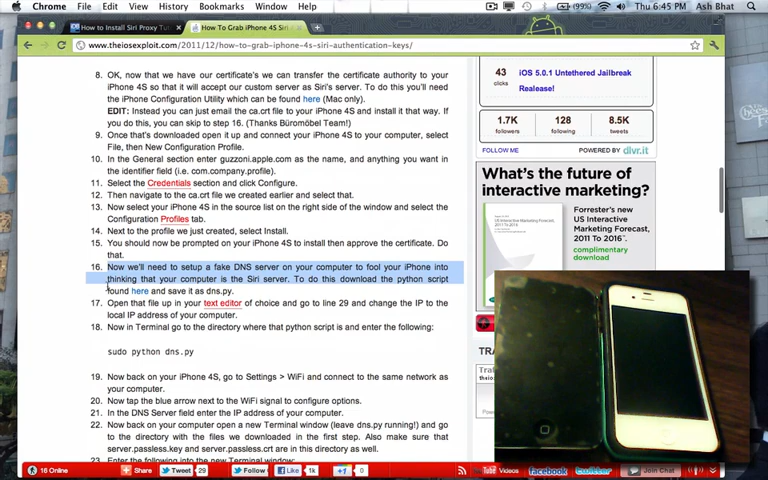 Chrome File Edit View History Bookmarks Window Help
(99%) Thu 6:45 PM Ash Bhat
How to Install Siri Proxy Tu
How To Grab iPhone 4S Siri
www.theiosexploit.com/2011/12/how-to-grab-iphone-4s-siri-authentication-keys/
8. OK, now that we have our certificate's we can transfer the certificate authority to your
iPhone 4S so that it will accept our custom server as Siri's server. To do this you'll need
the iPhone Configuration Utility which can be found here (Mac only).
EDIT: Instead you can just email the ca.crt file to your iPhone 4S and install it that way. If
you do this, you can skip to step 16. (Thanks Büromöbel Team!)
9. Once that's downloaded open it up and connect your iPhone 4S to your computer, select
File, then New Configuration Profile.
10. In the General section enter guzzoni.apple.com as the name, and anything you want in
the identifier field (i.e. com.company.profile).
11. Select the Credentials section and click Configure.
12. Then navigate to the ca.crt file we created earlier and select that.
13. Now select your iPhone 4S in the source list on the right side of the window and select the
Configuration Profiles tab.
14. Next to the profile we just created, select Install.
15. You should now be prompted on your iPhone 4S to install then approve the certificate. Do
that.
16. Now we'll need to setup a fake DNS server on your computer to fool your iPhone into
thinking that your computer is the Siri server. To do this download the python script
found here and save it as dns.py.
17. Open that file up in your text editor of choice and go to line 29 and change the IP to the
local IP address of your computer.
18. Now in Terminal go to the directory where that python script is and enter the following:
sudo python dns.py
19. Now back on your iPhone 4S, go to Settings > WiFi and connect to the same network as
your computer.
20. Now tap the blue arrow next to the WiFi signal to configure options.
21. In the DNS Server field enter the IP address of your computer.
22. Now back on your computer open a new Terminal window (leave dns.py running!) and go
to the directory with the files we downloaded in the first step. Also make sure that
server.passless.key and server.passless.crt are in this directory as well.
23. Enter the following into the new Terminal window:
43
clicks
iOS 5.0.1 Untethered Jailbreak
Realease!
1.7K 128 8.5K
followers following tweets
FOLLOW ME POWERED BY dlvr.it
What's the future of
interactive marketing?
Forrester's new
US Interactive
Marketing Forecast,
2011 To 2016
complimentary
download
TRA
Traf
theio
16 Online Share Tweet 29 Follow Like 1k +1 0 You Tube Videos facebook twitter Join Chat